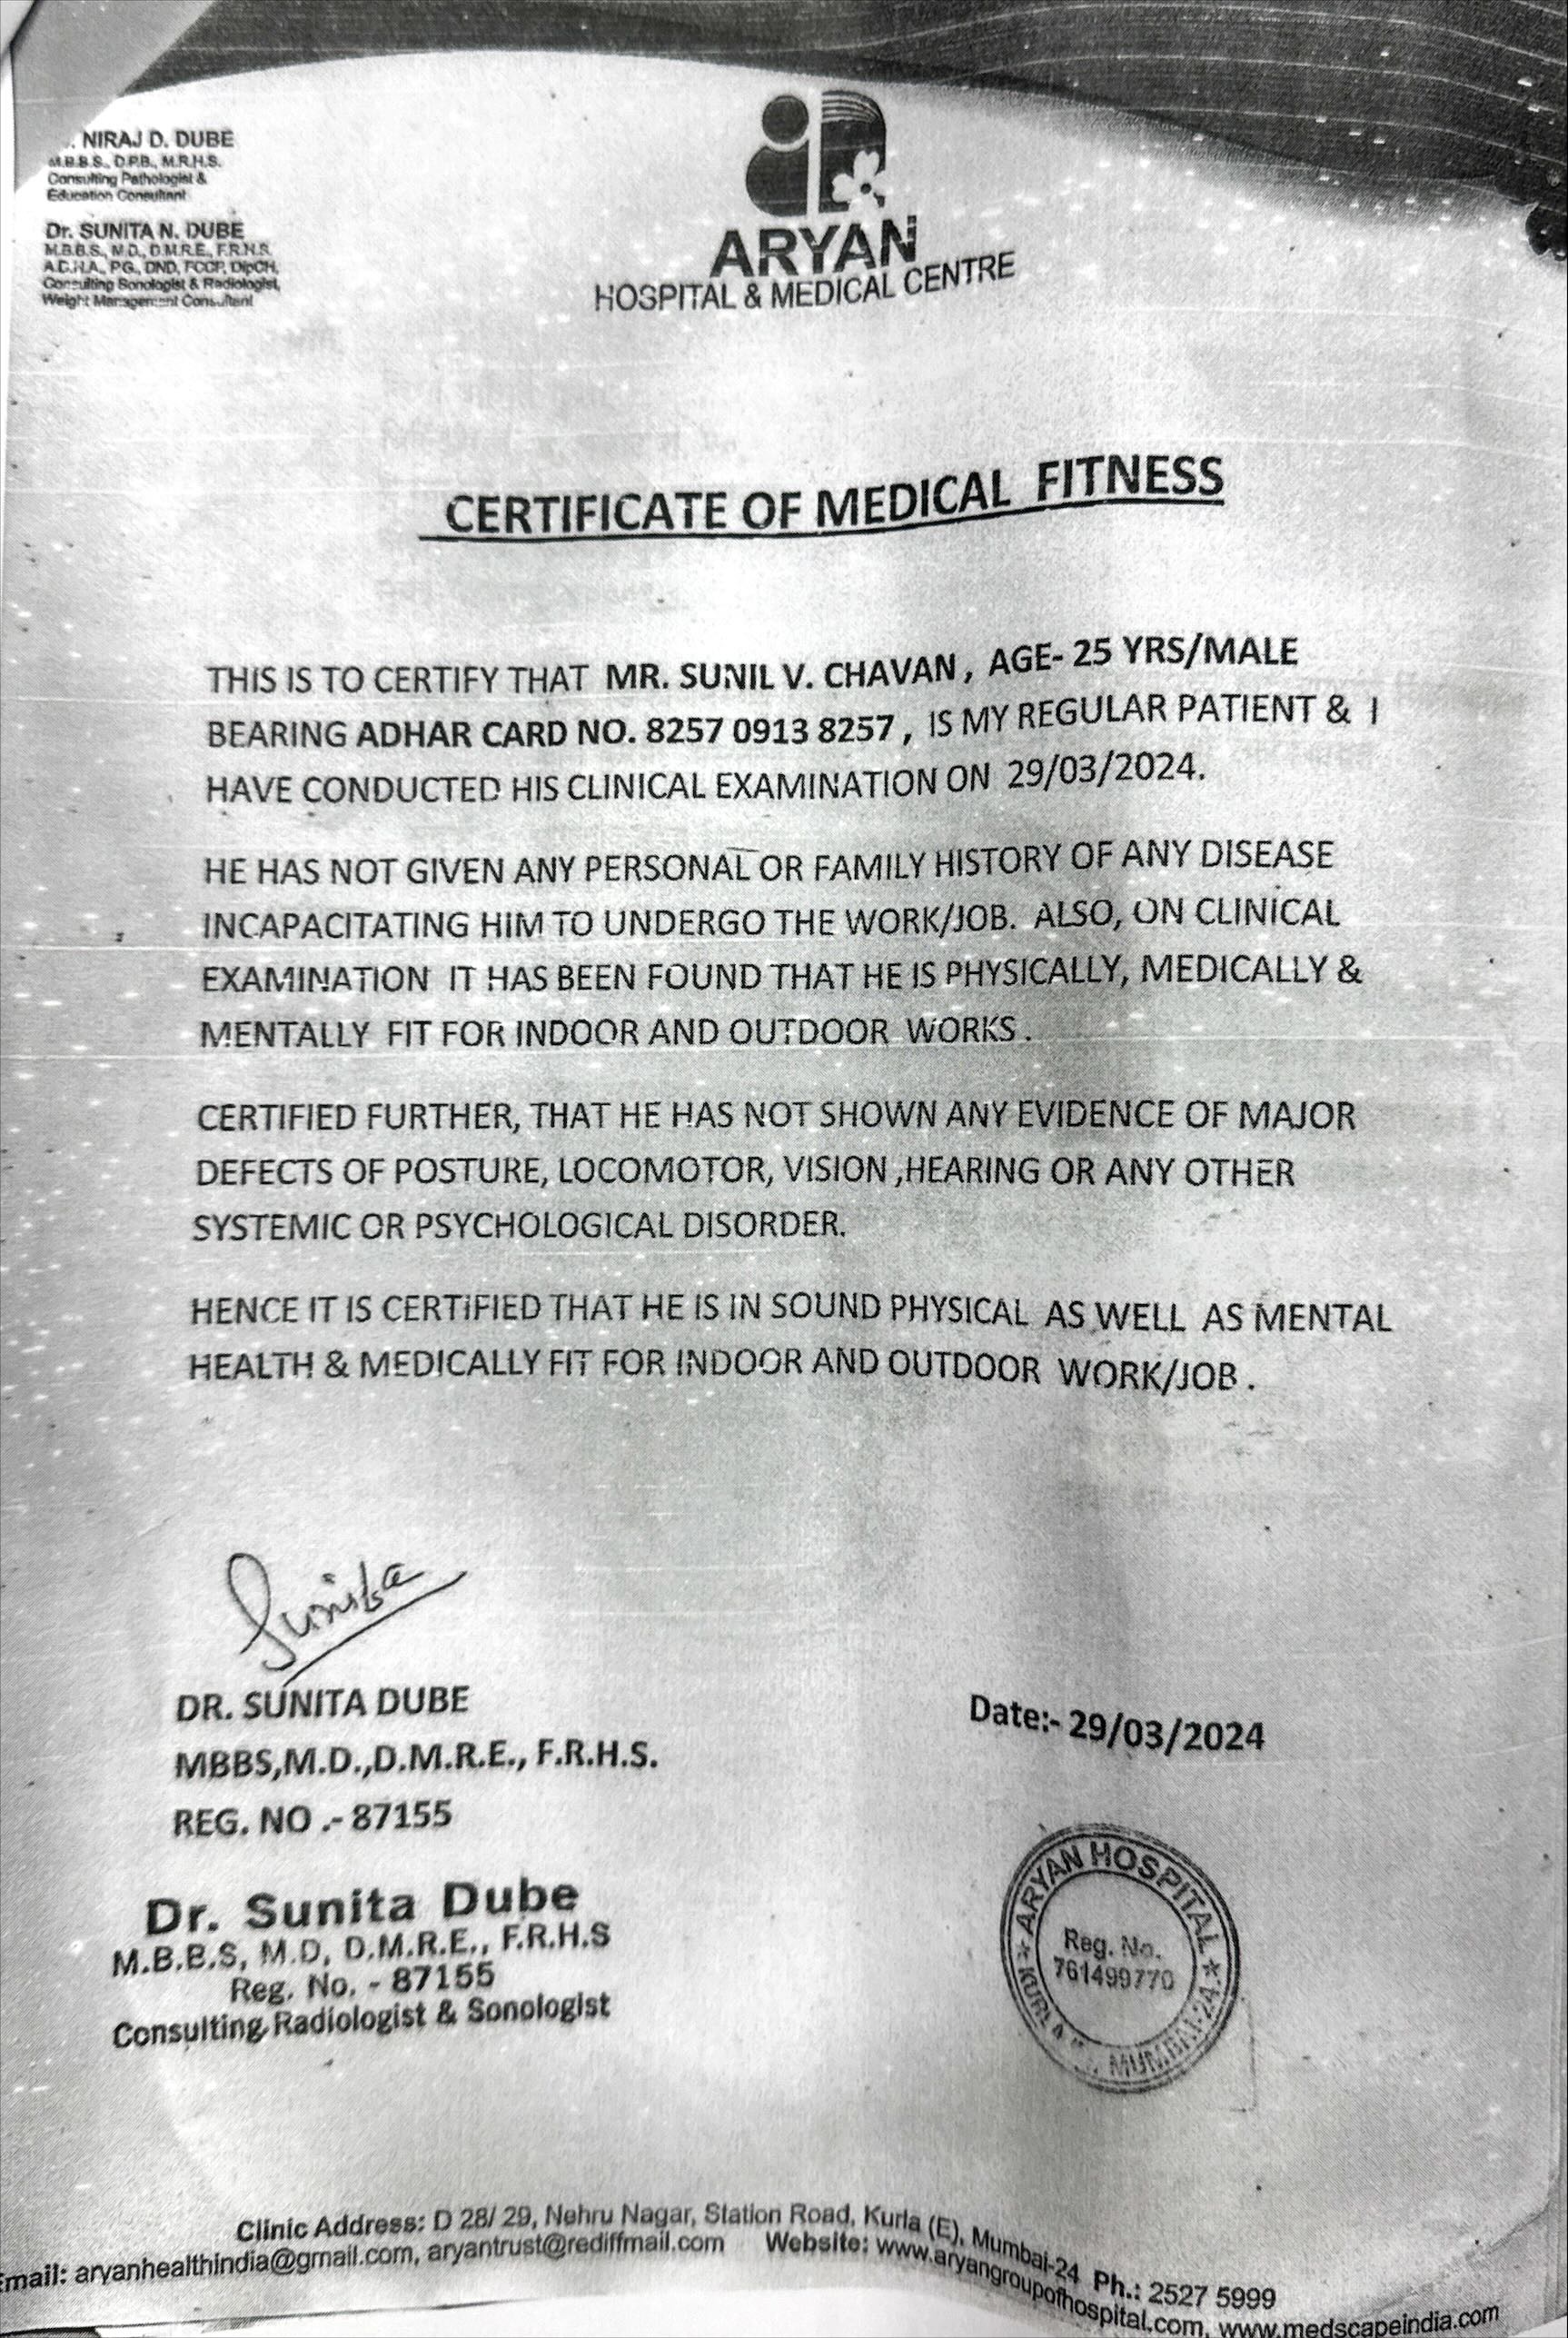 . NIRAJ D. DUBE
M.B.B.S., D.P.B., M.R.H.S.
Consulting Pathologist &
Education Consultant
Dr. SUNITA N. DUBE
M.B.B.S., M.D., D.M.R.E., F.R.H.S.
A.C.H.A., PG., DND, FCGP, DipCH,
Consulting Sonologist & Radiologist,
Weight Management Consultant
ARYAN
HOSPITAL & MEDICAL CENTRE
CERTIFICATE OF MEDICAL FITNESS
THIS IS TO CERTIFY THAT MR. SUNIL V. CHAVAN, AGE- 25 YRS/MALE
BEARING ADHAR CARD NO. 8257 0913 8257, IS MY REGULAR PATIENT & I
HAVE CONDUCTED HIS CLINICAL EXAMINATION ON 29/03/2024.
HE HAS NOT GIVEN ANY PERSONAL OR FAMILY HISTORY OF ANY DISEASE
INCAPACITATING HIM TO UNDERGO THE WORK/JOB. ALSO, ON CLINICAL
EXAMINATION IT HAS BEEN FOUND THAT HE IS PHYSICALLY, MEDICALLY &
MENTALLY FIT FOR INDOOR AND OUTDOOR WORKS.
CERTIFIED FURTHER, THAT HE HAS NOT SHOWN ANY EVIDENCE OF MAJOR
DEFECTS OF POSTURE, LOCOMOTOR, VISION ,HEARING OR ANY OTHER
SYSTEMIC OR PSYCHOLOGICAL DISORDER.
HENCE IT IS CERTIFIED THAT HE IS IN SOUND PHYSICAL AS WELL AS MENTAL
HEALTH & MEDICALLY FIT FOR INDOOR AND OUTDOOR WORK/JOB.
Sunita
DR. SUNITA DUBE
MBBS,M.D.,D.M.R.E., F.R.H.S.
REG. NO .- 87155
Date:- 29/03/2024
Dr. Sunita Dube
M.B.B.S, M.D, D.M.R.E., F.R.H.S
Reg. No. - 87155
Consulting Radiologist & Sonologist
ARYAN HOSPITAL
Reg. No.
761499770
KURLA MUMBAI-24
Clinic Address: D 28/ 29, Nehru Nagar, Station Road, Kurla (E), Mumbai-24 Ph.: 2527 5999
Email: aryanhealthindia@gmail.com, aryantrust@rediffmail.com Website: www.aryangroupofhospital.com, www.medscapeindia.com